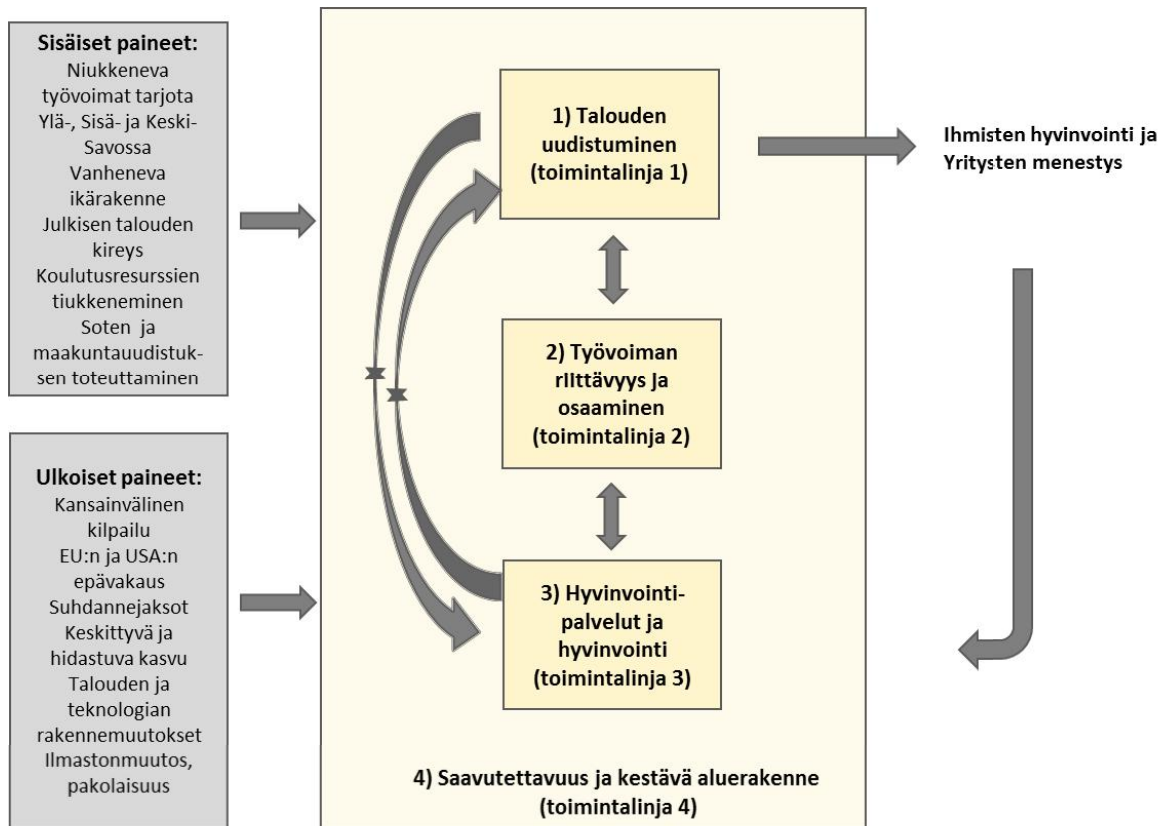 Sisäiset paineet:
Niukkeneva
työvoimat tarjota
Ylä-, Sisä- ja Keski-
Savossa
Vanheneva
ikärakenne
Julkisen talouden
kireys
Koulutusresurssien
tiukkeneminen
Soten ja
maakuntauudistuk-
sen toteuttaminen
Ulkoiset paineet:
Kansainvälinen
kilpailu
EU:n ja USA:n
epävakaus
Suhdannejaksot
Keskittyvä ja
hidastuva kasvu
Talouden ja
teknologian
rakennemuutokset
Ilmastonmuutos,
pakolaisuus
1) Talouden
uudistuminen
(toimintalinja 1)
2) Työvoiman
riittävyys ja
osaaminen
(toimintalinja 2)
3) Hyvinvointi-
palvelut ja
hyvinvointi
(toimintalinja 3)
4) Saavutettavuus ja kestävä aluerakenne
(toimintalinja 4)
Ihmisten hyvinvointi ja
Yritysten menestys